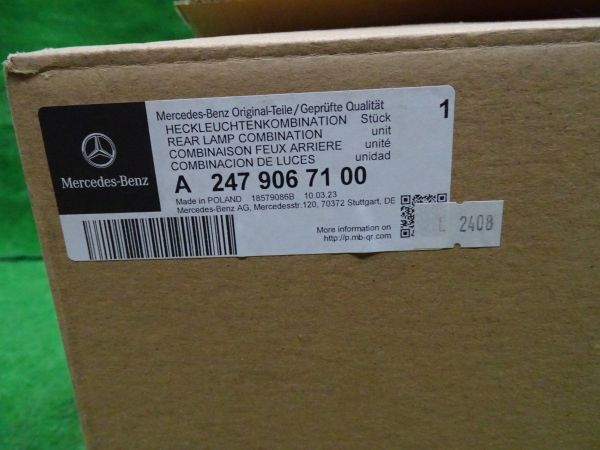 Mercedes-Benz
Mercedes-Benz Original-Teile/Geprüfte Qualität
HECKLEUCHTENKOMBINATION Stück 1
REAR LAMP COMBINATION unit
COMBINAISON FEUX ARRIERE unité
COMBINACION DE LUCES unidad
A 247 906 71 00
Made in POLAND 18579086B 10.03.23
Mercedes-Benz AG, Mercedesstr.120, 70372 Stuttgart, DE
More information on
http://p.mb-qr.com
L 2408